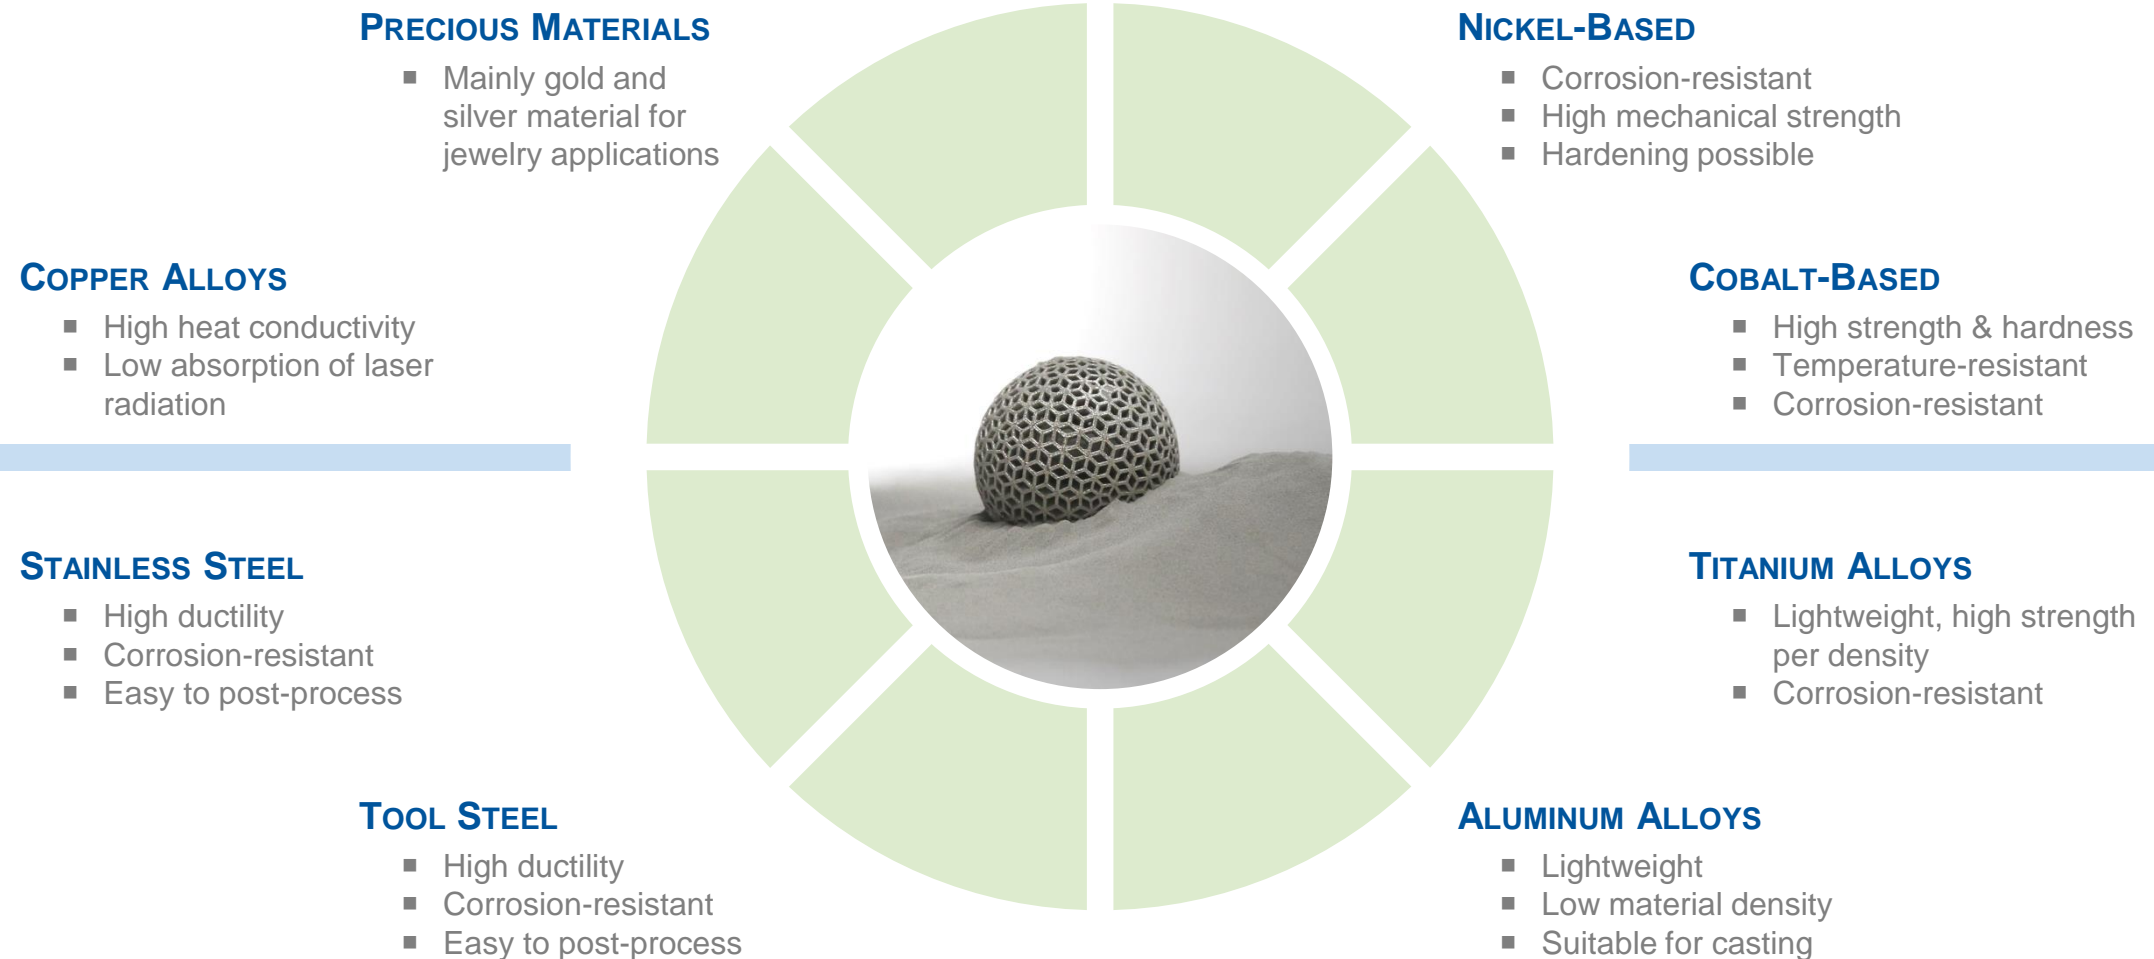 PRECIOUS MATERIALS
▪ Mainly gold and
silver material for
jewelry applications
NICKEL-BASED
▪ Corrosion-resistant
▪ High mechanical strength
▪ Hardening possible
COPPER ALLOYS
▪ High heat conductivity
▪ Low absorption of laser
radiation
COBALT-BASED
▪ High strength & hardness
▪ Temperature-resistant
▪ Corrosion-resistant
STAINLESS STEEL
▪ High ductility
▪ Corrosion-resistant
▪ Easy to post-process
TITANIUM ALLOYS
▪ Lightweight, high strength
per density
▪ Corrosion-resistant
TOOL STEEL
▪ High ductility
▪ Corrosion-resistant
▪ Easy to post-process
ALUMINUM ALLOYS
▪ Lightweight
▪ Low material density
▪ Suitable for casting